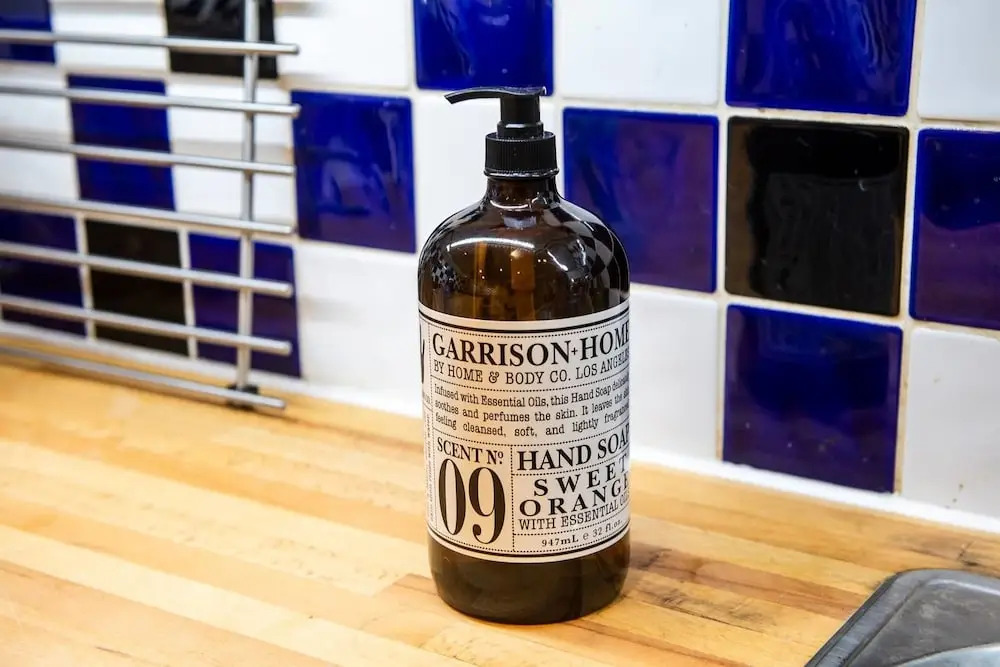 GARRISON+HOME
BY HOME & BODY CO. LOS ANGELES
Infused with Essential Oils, this Hand Soap
soothes and perfumes the skin. It leaves the
feeling cleansed, soft, and lightly
SCENT Nº
09
HAND SOAP
SWEET
ORANGE
WITH ESSENTIAL
947mL e 32 fl. oz.